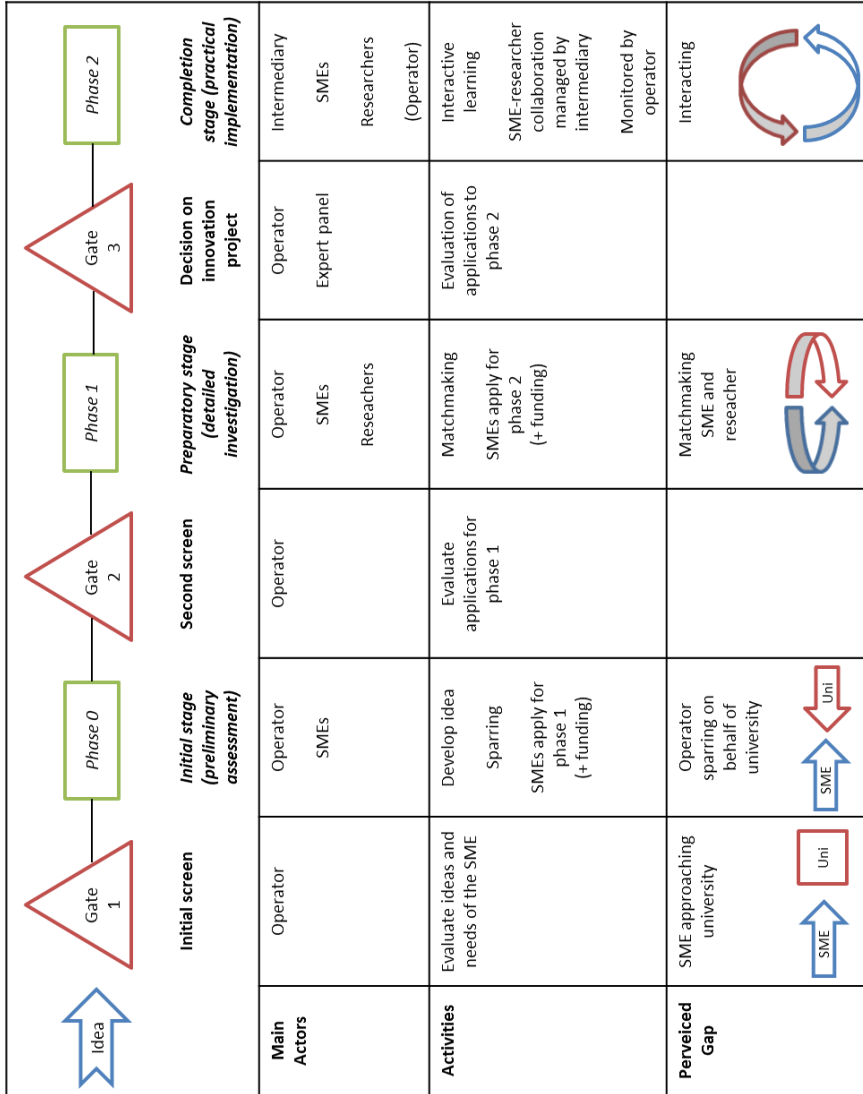 Idea
Gate
1
Phase 0
Gate
2
Phase 1
Gate
3
Phase 2
Initial screen
Initial stage
(preliminary
assessment)
Second screen
Preparatory stage
(detailed
investigation)
Decision on
innovation
project
Completion
stage (practical
implementation)
Main
Actors
Operator
Operator
SMEs
Operator
Operator
SMEs
Reseachers
Operator
Expert panel
Intermediary
SMEs
Researchers
(Operator)
Activities
Evaluate ideas and
needs of the SME
Develop idea
Sparring
SMEs apply for
phase 1
(+ funding)
Evaluate
applications for
phase 1
Matchmaking
SMEs apply for
phase 2
(+ funding)
Evaluation of
applications to
phase 2
Interactive
learning
SME-researcher
collaboration
managed by
intermediary
Monitored by
operator
Perveiced
Gap
SME approaching
university
SME
Uni
Operator
sparring on
behalf of
university
SME
Uni
Matchmaking
SME and
reseacher
Interacting